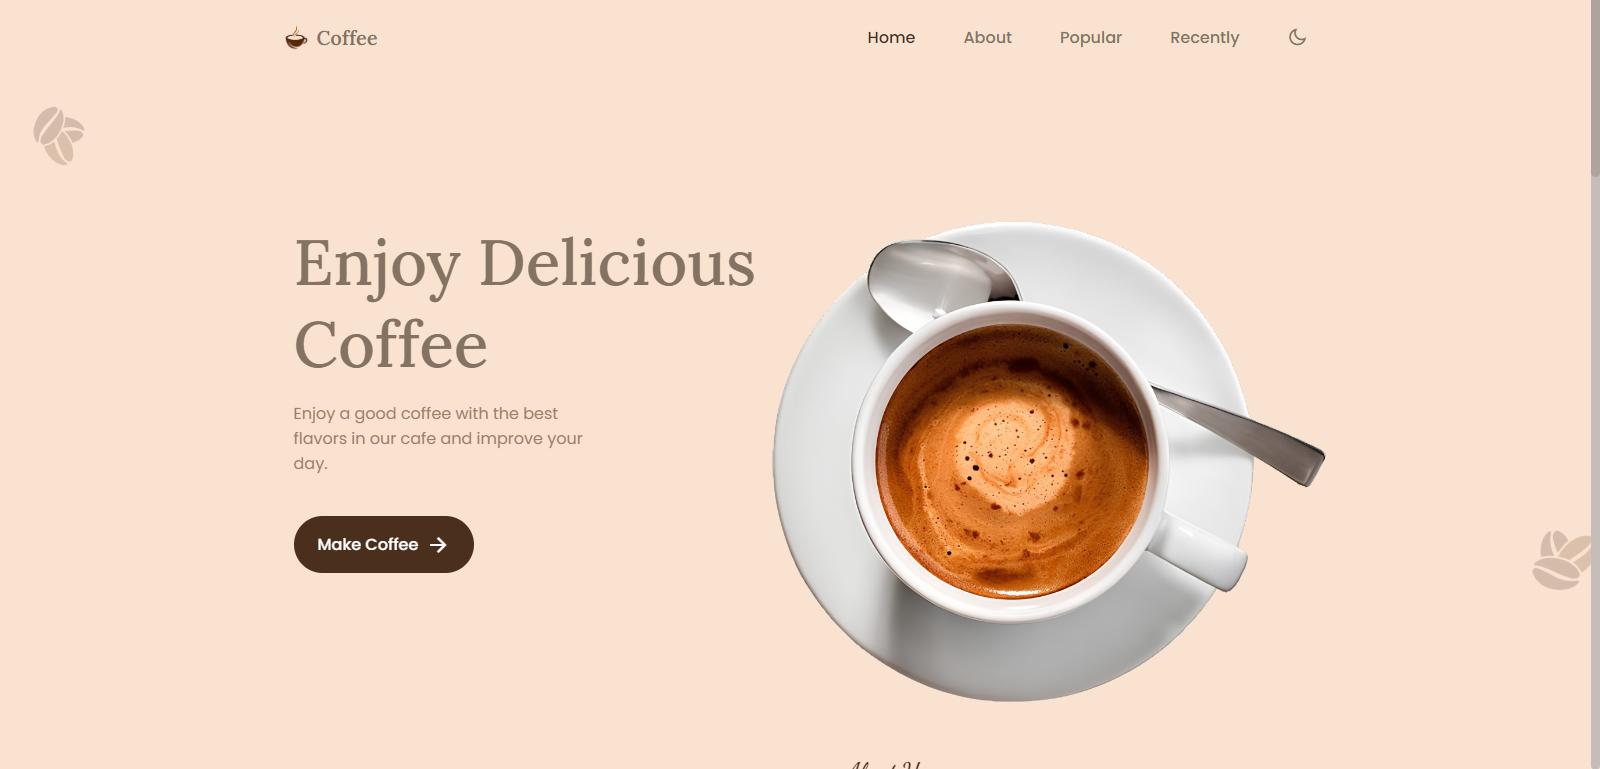 Coffee
Home
About
Popular
Recently
Enjoy Delicious
Coffee
Enjoy a good coffee with the best
flavors in our cafe and improve your
day.
Make Coffee